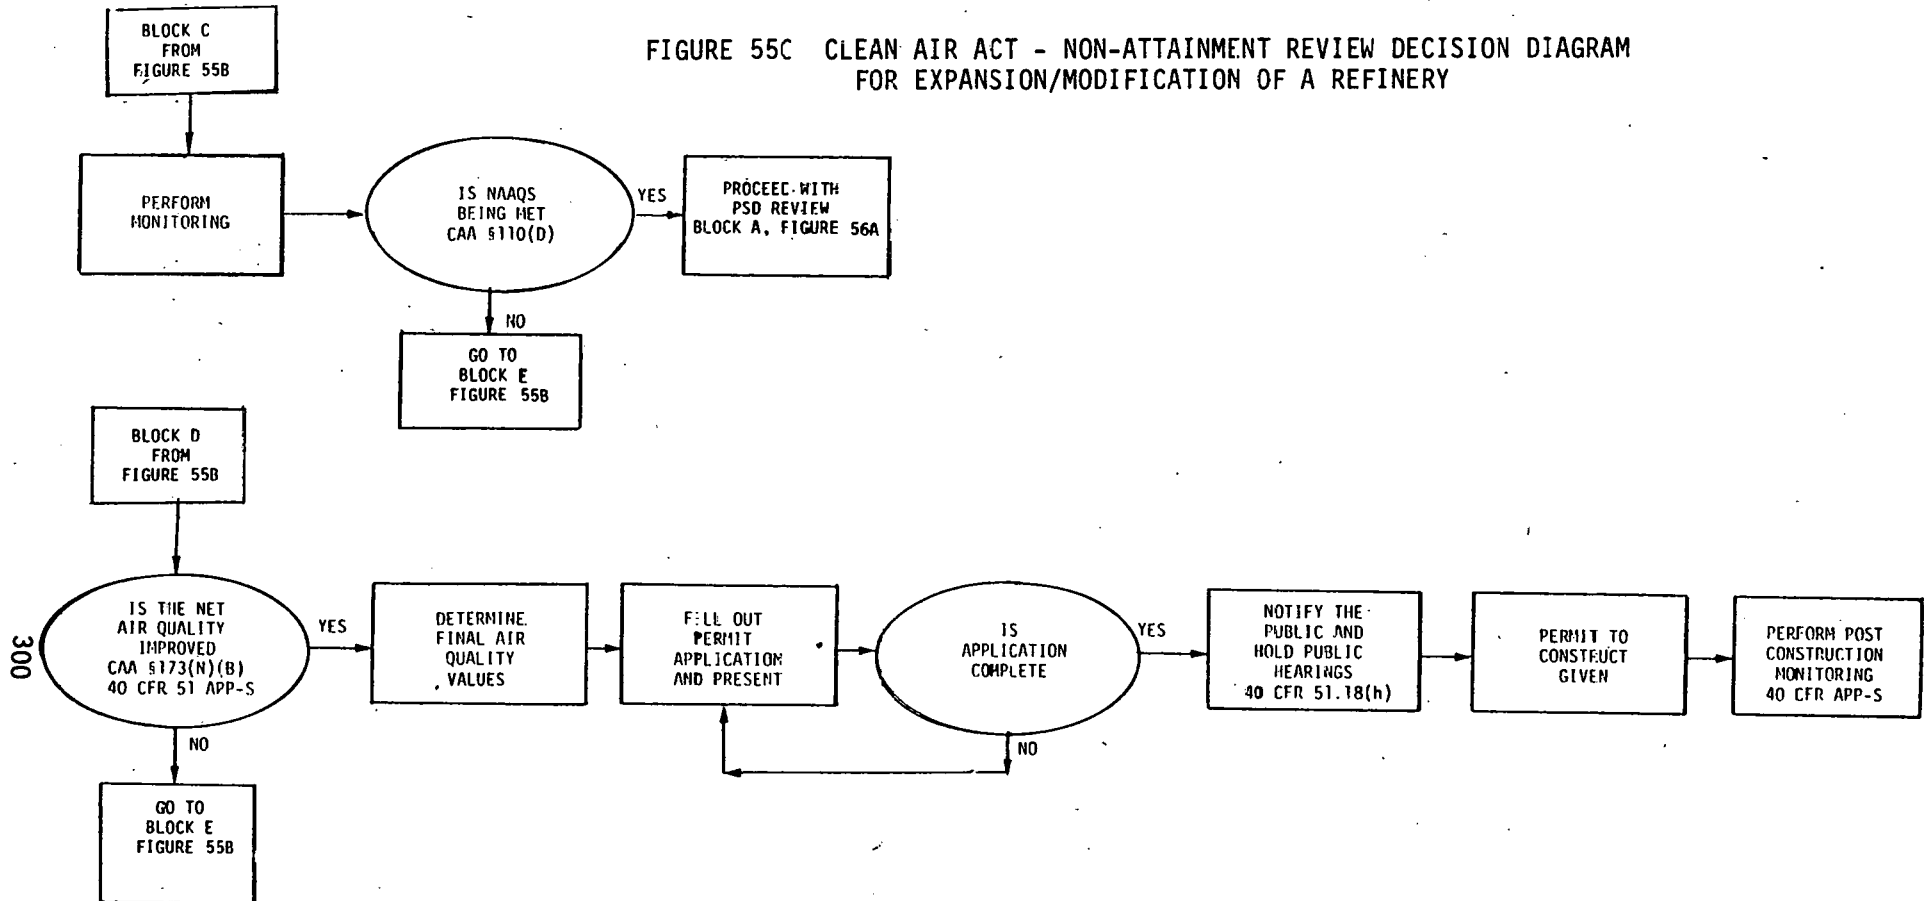 FIGURE 55C CLEAN AIR ACT - NON-ATTAINMENT REVIEW DECISION DIAGRAM
FOR EXPANSION/MODIFICATION OF A REFINERY
BLOCK C
FROM
FIGURE 55B
PERFORM
MONITORING
IS NAAQS
BEING MET
CAA §110(D)
YES
PROCEED WITH
PSD REVIEW
BLOCK A, FIGURE 56A
NO
GO TO
BLOCK E
FIGURE 55B
BLOCK D
FROM
FIGURE 55B
IS THE NET
AIR QUALITY
IMPROVED
CAA §173(N)(B)
40 CFR 51 APP-S
YES
DETERMINE
FINAL AIR
QUALITY
VALUES
FILL OUT
PERMIT
APPLICATION
AND PRESENT
IS
APPLICATION
COMPLETE
YES
NOTIFY THE
PUBLIC AND
HOLD PUBLIC
HEARINGS
40 CFR 51.18(h)
PERMIT TO
CONSTRUCT
GIVEN
PERFORM POST
CONSTRUCTION
MONITORING
40 CFR APP-S
NO
NO
GO TO
BLOCK E
FIGURE 55B
300